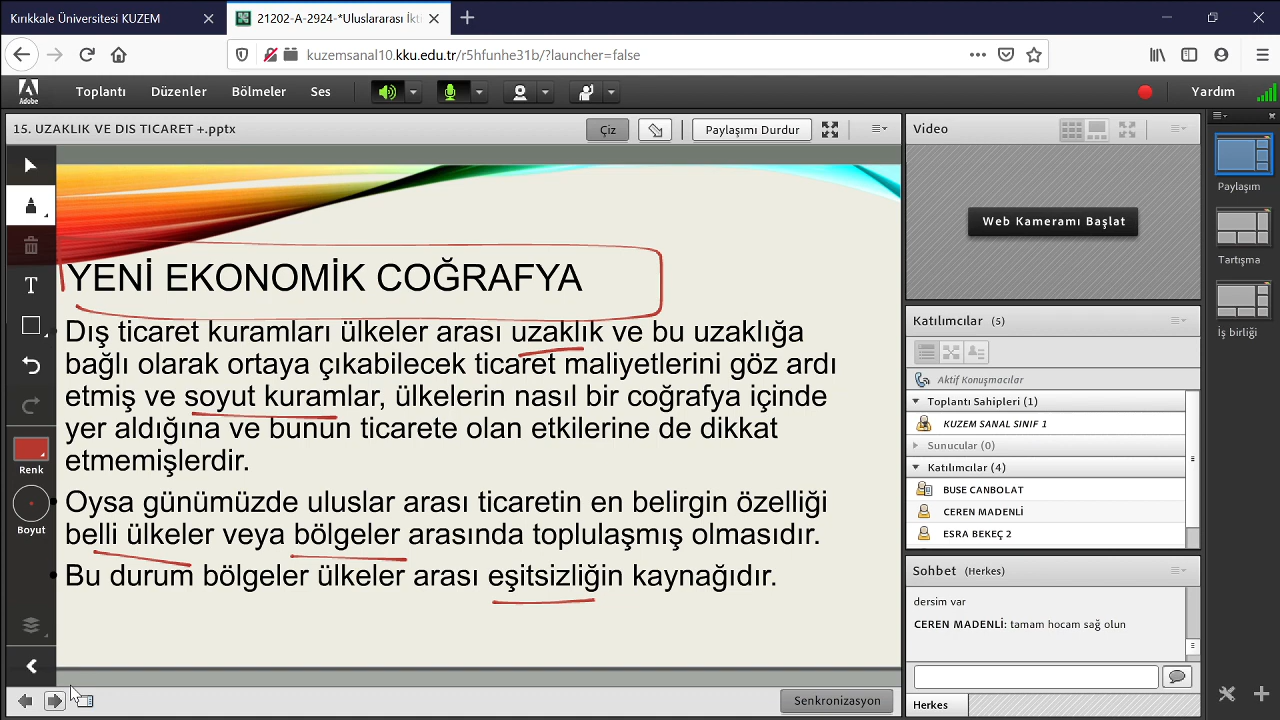 Kırıkkale Üniversitesi KUZEM
21202-A-2924-*Uluslararası İkti
kuzemsanal10.kku.edu.tr/r5hfunhe31b/?launcher=false
Adobe
Toplantı
Düzenler
Bölmeler
Ses
Yardım
15. UZAKLIK VE DIS TICARET +.pptx
Çiz
Paylaşımı Durdur
YENİ EKONOMİK COĞRAFYA
Dış ticaret kuramları ülkeler arası uzaklık ve bu uzaklığa
bağlı olarak ortaya çıkabilecek ticaret maliyetlerini göz ardı
etmiş ve soyut kuramlar, ülkelerin nasıl bir coğrafya içinde
yer aldığına ve bunun ticarete olan etkilerine de dikkat
etmemişlerdir.
Oysa günümüzde uluslar arası ticaretin en belirgin özelliği
belli ülkeler veya bölgeler arasında toplulaşmış olmasıdır.
Bu durum bölgeler ülkeler arası eşitsizliğin kaynağıdır.
T
Renk
Boyut
Senkronizasyon
Video
Web Kameramı Başlat
Katılımcılar (5)
Aktif Konuşmacılar
Toplantı Sahipleri (1)
KUZEM SANAL SINIF 1
Sunucular (0)
Katılımcılar (4)
BUSE CANBOLAT
CEREN MADENLİ
ESRA BEKEÇ 2
Sohbet (Herkes)
dersim var
CEREN MADENLİ: tamam hocam sağ olun
Herkes
Paylaşım
Tartışma
İş birliği